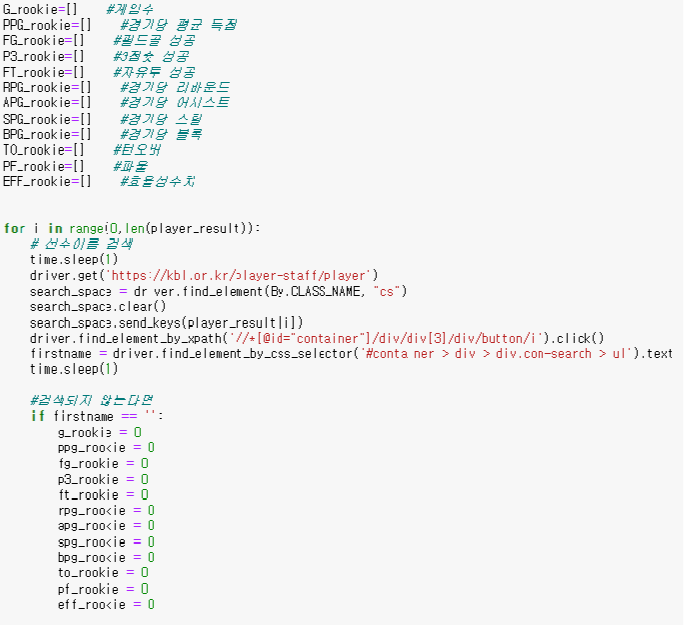 G_rookie=[]    #게임수
PPG_rookie=[]    #경기당 평균 득점
FG_rookie=[]    #필드골 성공
P3_rookie=[]    #3점슛 성공
FT_rookie=[]    #자유투 성공
RPG_rookie=[]    #경기당 리바운드
APG_rookie=[]    #경기당 어시스트
SPG_rookie=[]    #경기당 스틸
BPG_rookie=[]    #경기당 블록
TO_rookie=[]    #턴오버
PF_rookie=[]    #파울
EFF_rookie=[]    #효율성수치
for i in range(0,len(player_result)):
    # 선수이름 검색
    time.sleep(1)
    driver.get('https://kbl.or.kr/player-staff/player')
    search_space = driver.find_element(By.CLASS_NAME, "cs")
    search_space.clear()
    search_space.send_keys(player_result[i])
    driver.find_element_by_xpath('//*[@id="container"]/div/div[3]/div/button/i').click()
    firstname = driver.find_element_by_css_selector('#container > div > div.con-search > ul').text
    time.sleep(1)
    #검색되지 않는다면
    if firstname == '':
        g_rookie = 0
        ppg_rookie = 0
        fg_rookie = 0
        p3_rookie = 0
        ft_rookie = 0
        rpg_rookie = 0
        apg_rookie = 0
        spg_rookie = 0
        bpg_rookie = 0
        to_rookie = 0
        pf_rookie = 0
        eff_rookie = 0